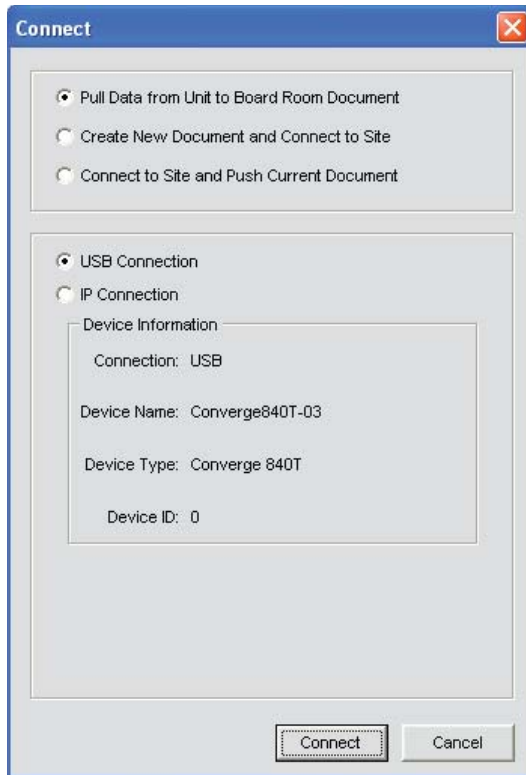 Connect
Pull Data from Unit to Board Room Document
Create New Document and Connect to Site
Connect to Site and Push Current Document
USB Connection
IP Connection
Device Information
Connection: USB
Device Name: Converge840T-03
Device Type: Converge 840T
Device ID: 0
Connect Cancel